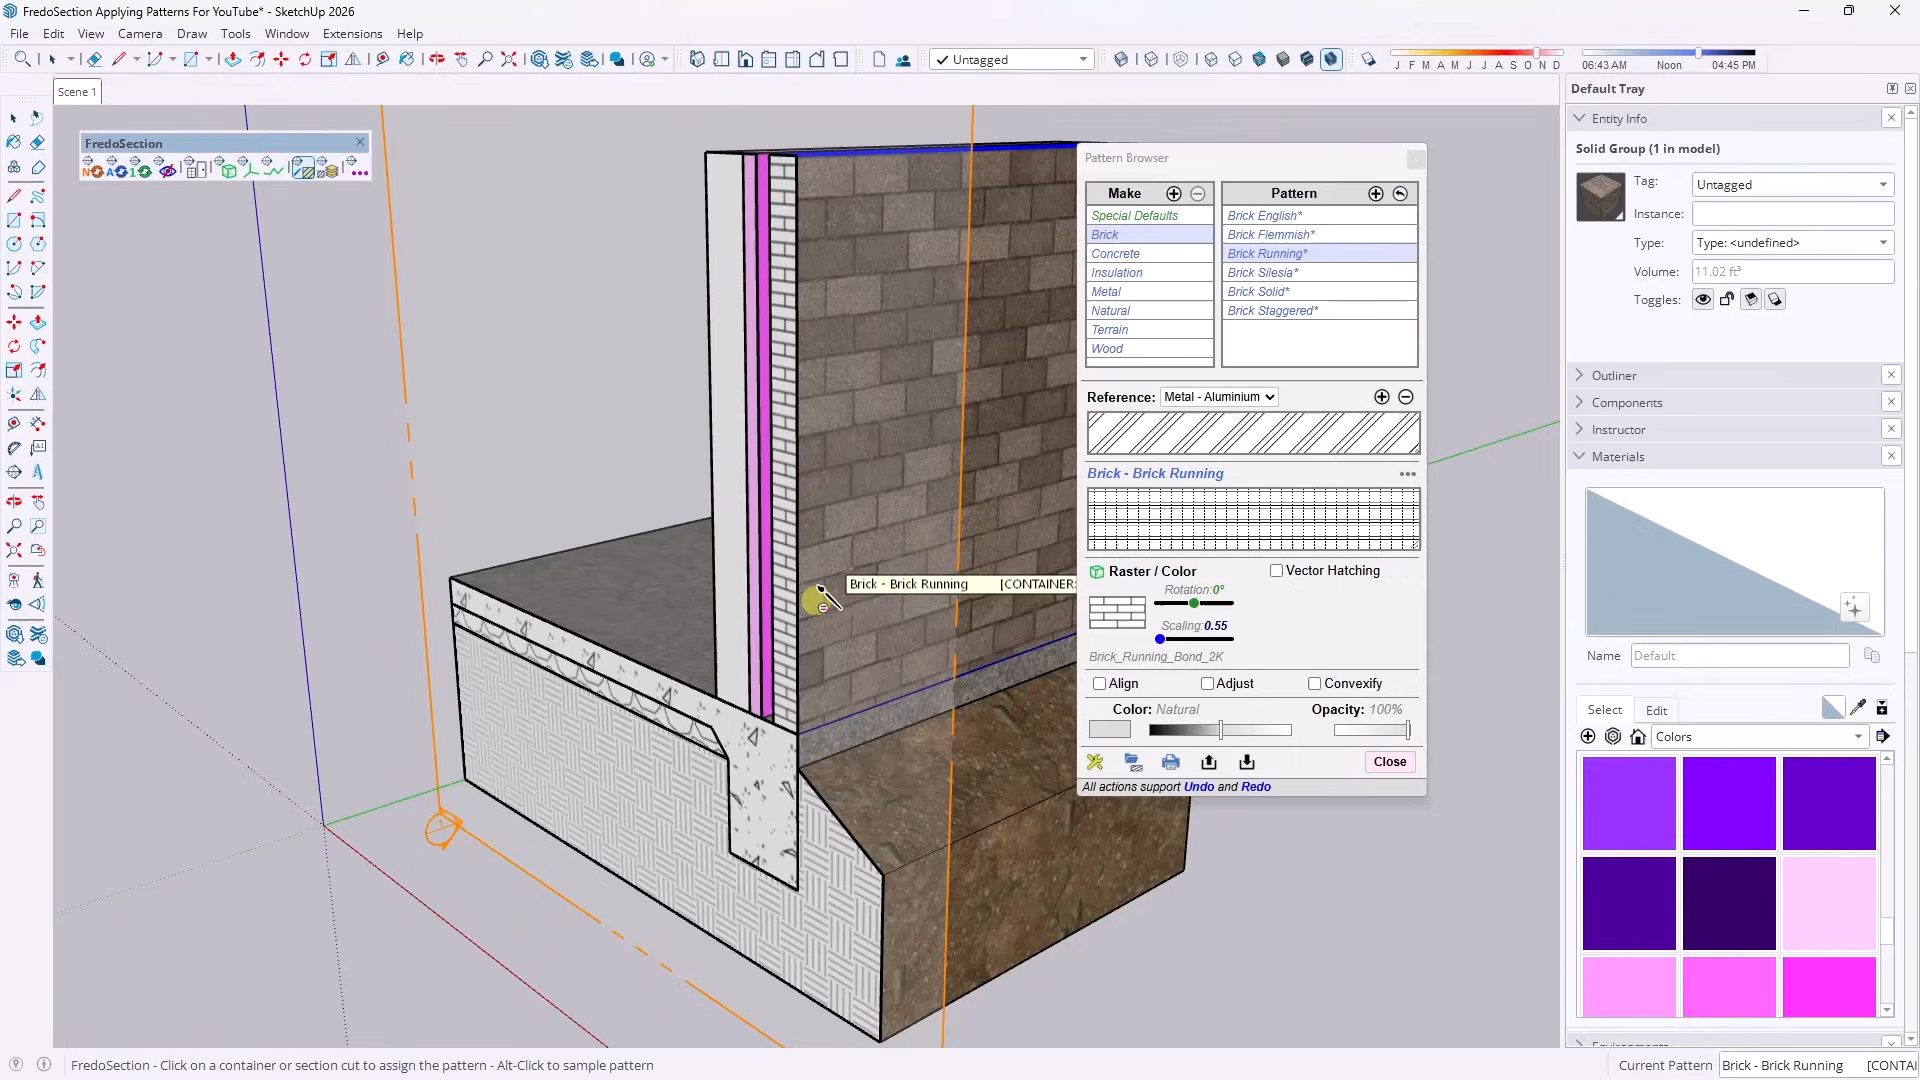 FredoSection Applying Patterns For YouTube* - SketchUp 2026
File Edit View Camera Draw Tools Window Extensions Help
Untagged
J F M A M J J A S O N D
06:43 AM Noon 04:45 PM
Scene 1
FredoSection
Pattern Browser
Make
Pattern
Special Defaults
Brick
Concrete
Insulation
Metal
Natural
Terrain
Wood
Brick English*
Brick Flemmish*
Brick Running*
Brick Silesia*
Brick Solid*
Brick Staggered*
Reference: Metal - Aluminium
Brick - Brick Running
Raster / Color
Vector Hatching
Rotation:0°
Scaling:0.55
Brick_Running_Bond_2K
Align
Adjust
Convexify
Color: Natural
Opacity: 100%
Close
All actions support Undo and Redo
Brick - Brick Running [CONTAINER:
Default Tray
Entity Info
Solid Group (1 in model)
Tag: Untagged
Instance:
Type: Type: <undefined>
Volume: 11.02 ft³
Toggles:
Outliner
Components
Instructor
Materials
Name Default
Select
Edit
Colors
FredoSection - Click on a container or section cut to assign the pattern - Alt-Click to sample pattern
Current Pattern Brick - Brick Running [CONTAI